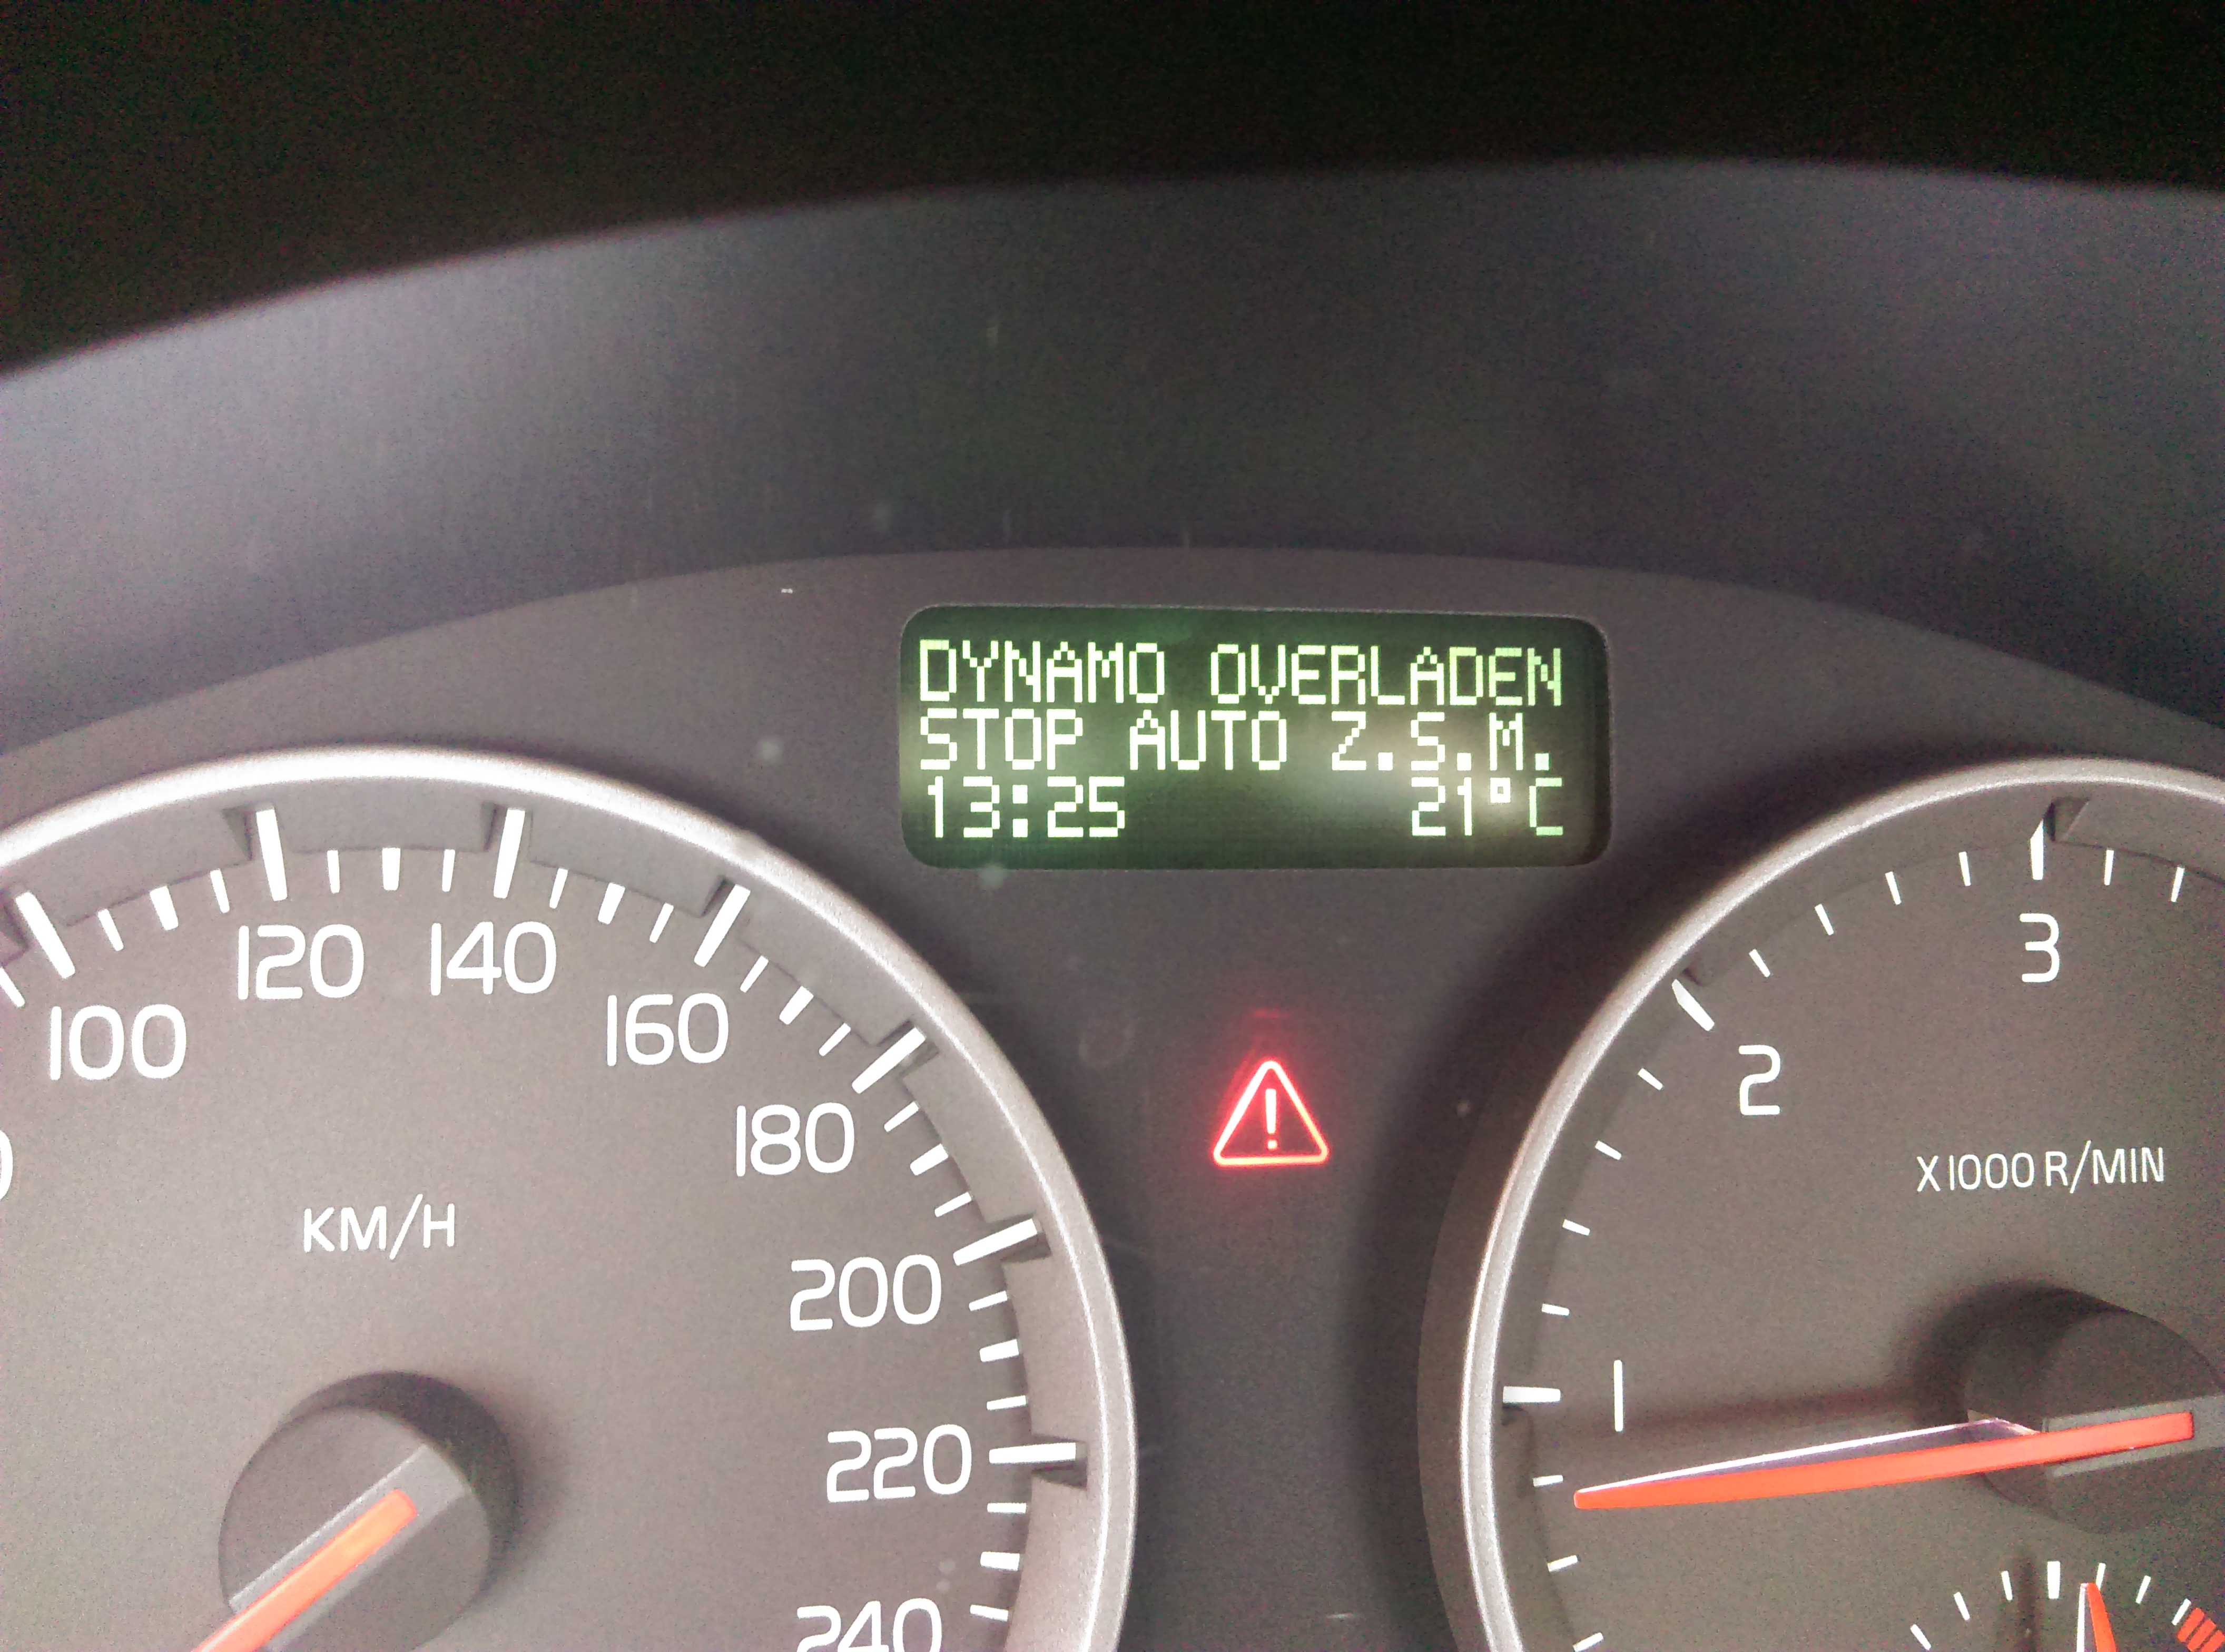 DYNAMO OVERLADEN
STOP AUTO Z.S.M.
13:25 21°C
100
120
140
160
180
200
220
240
KM/H
1
2
3
X1000 R/MIN